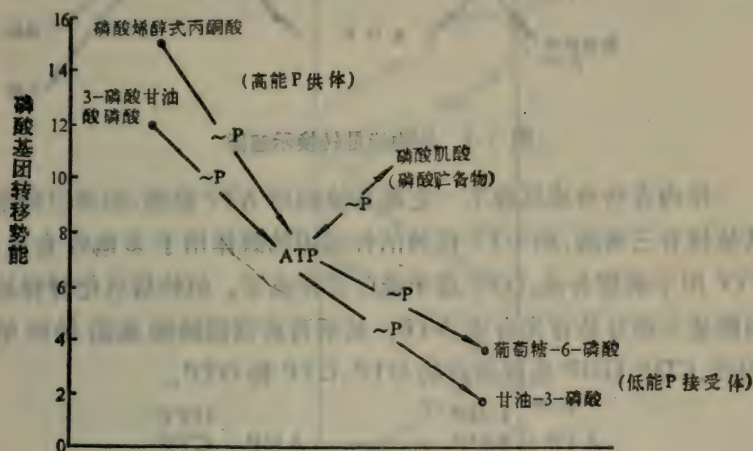 磷酸基团转移势能
16
14
12
10
8
6
4
2
0
磷酸烯醇式丙酮酸
(高能P供体)
3-磷酸甘油
酸磷酸
~P
~P
磷酸肌酸
(磷酸贮备物)
~P
ATP
~P
~P
葡萄糖-6-磷酸
(低能P接受体)
甘油-3-磷酸